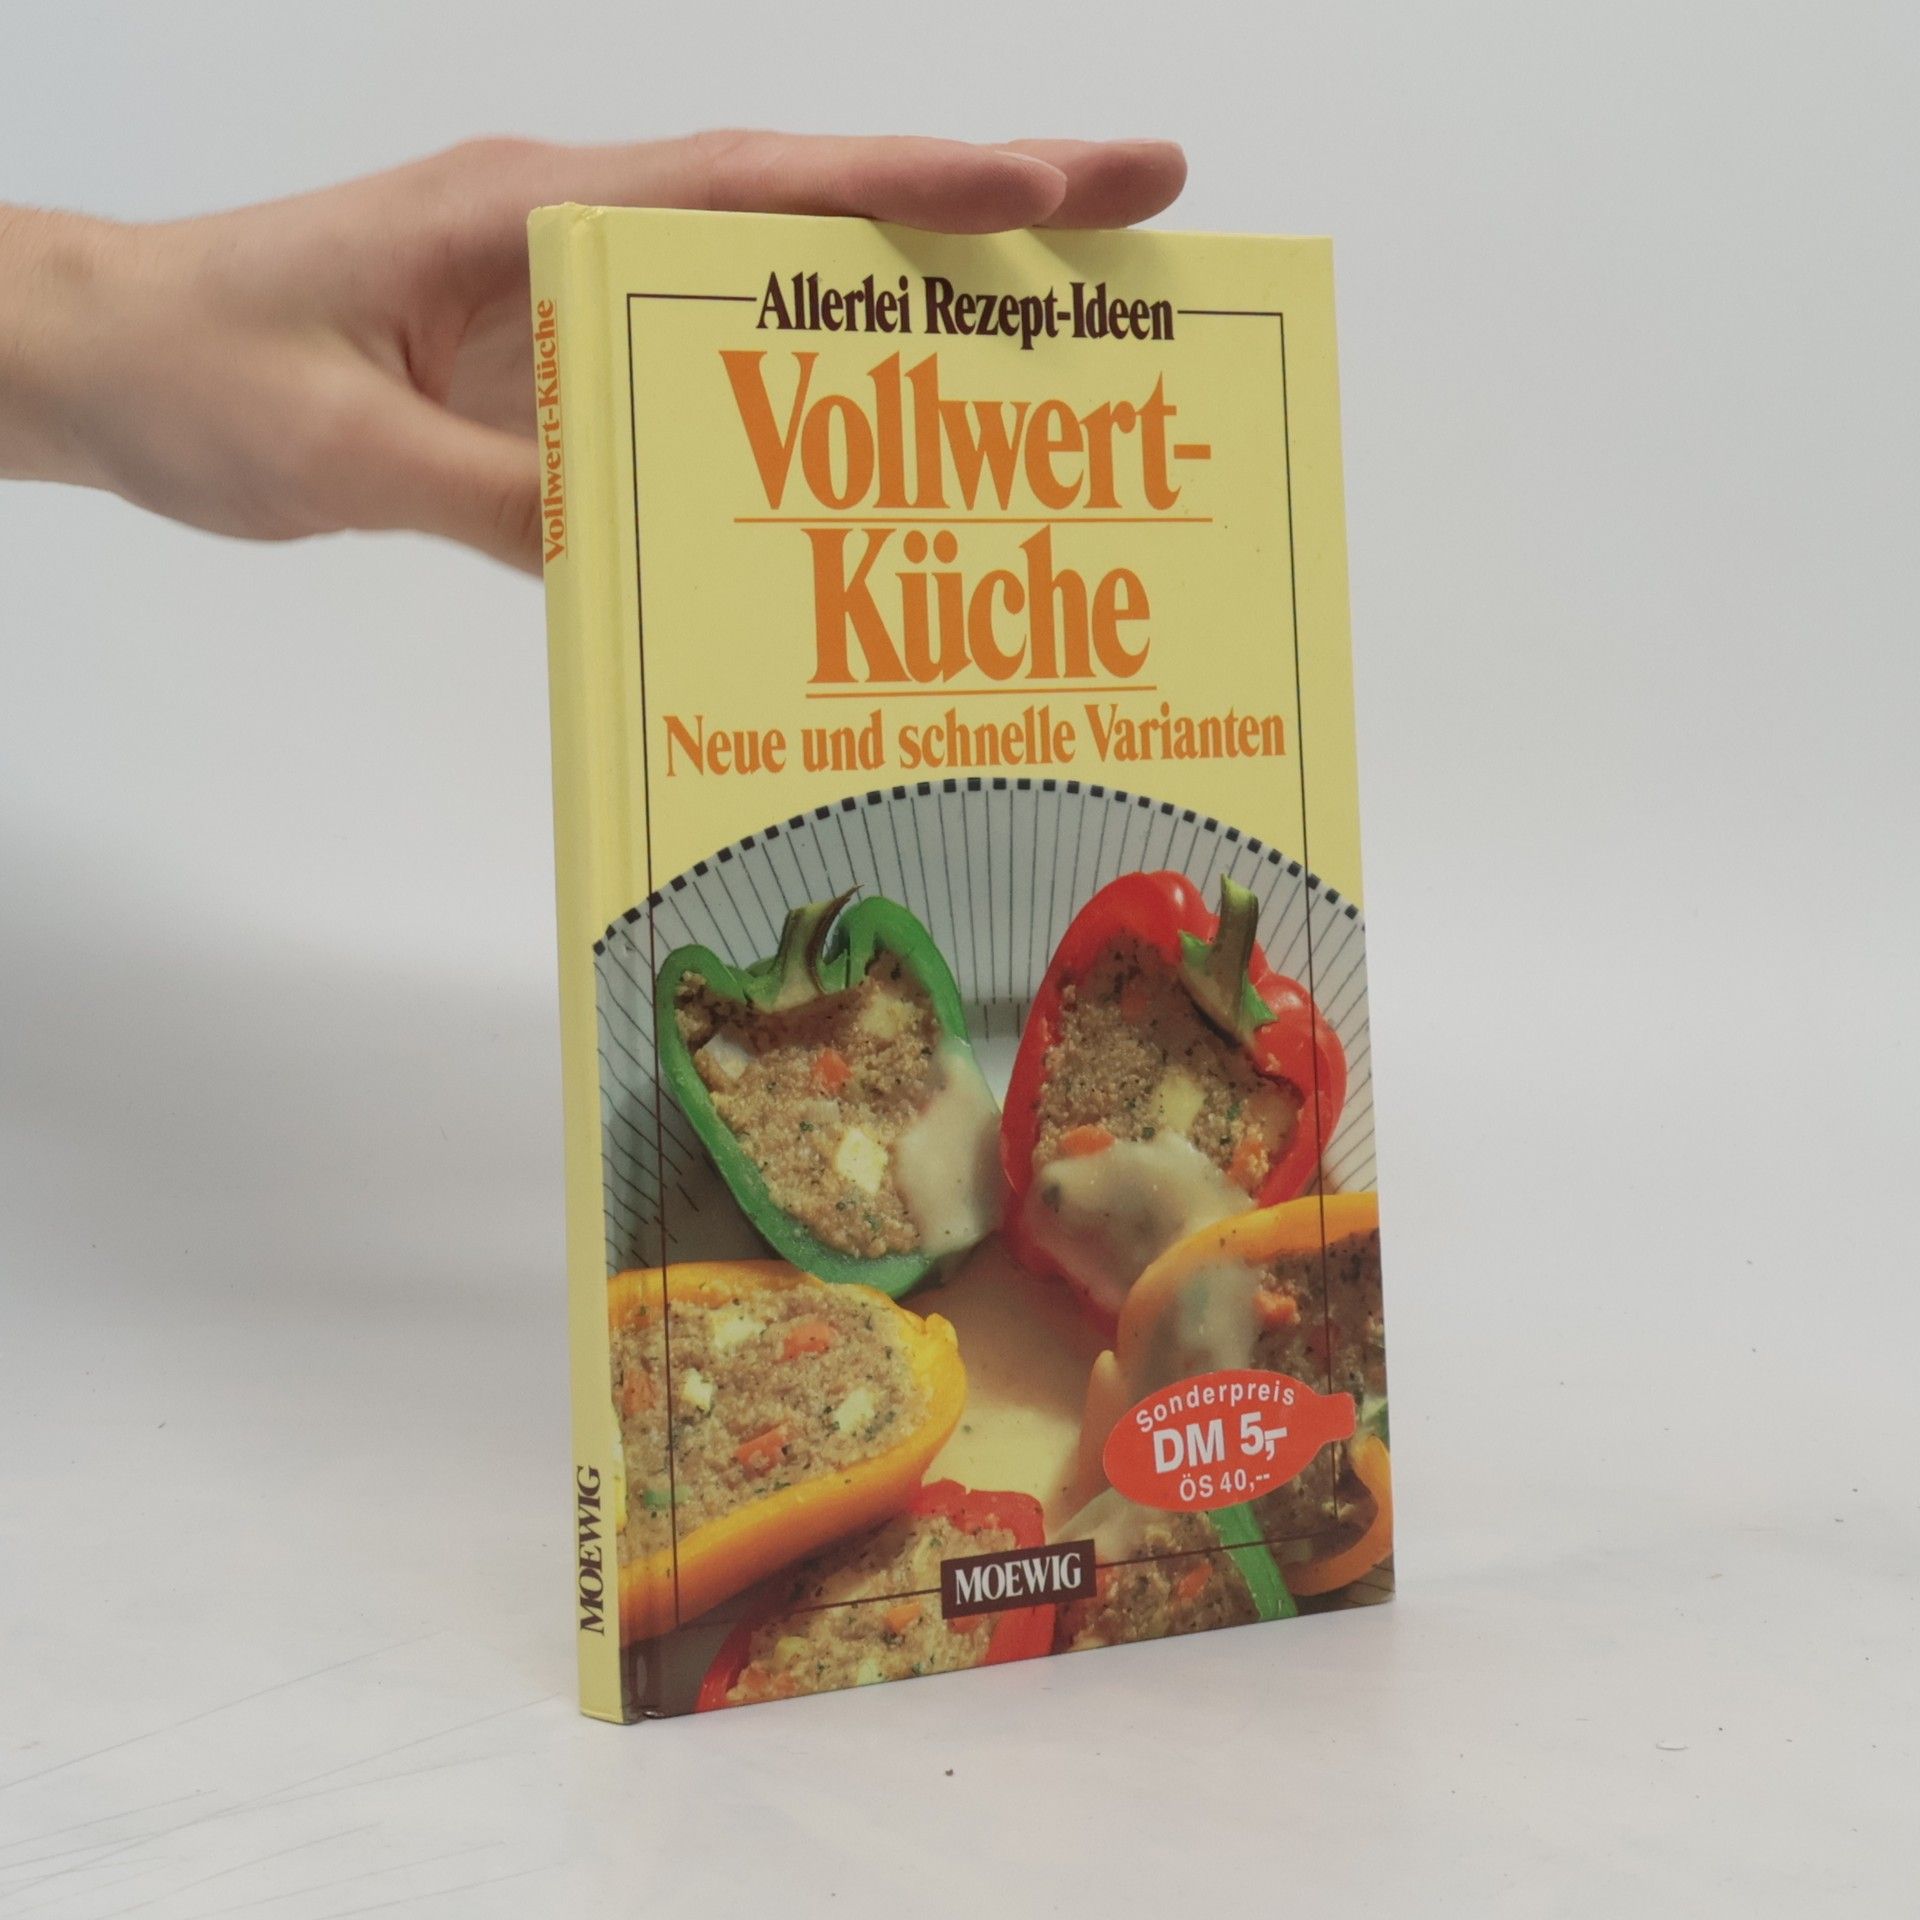 Allerlei Rezept-Ideen
Vollwert-
Küche
Neue und schnelle Varianten
Sonderpreis
DM 5,-
ÖS 40,--
MOEWIG
Vollwert-Küche
MOEWIG